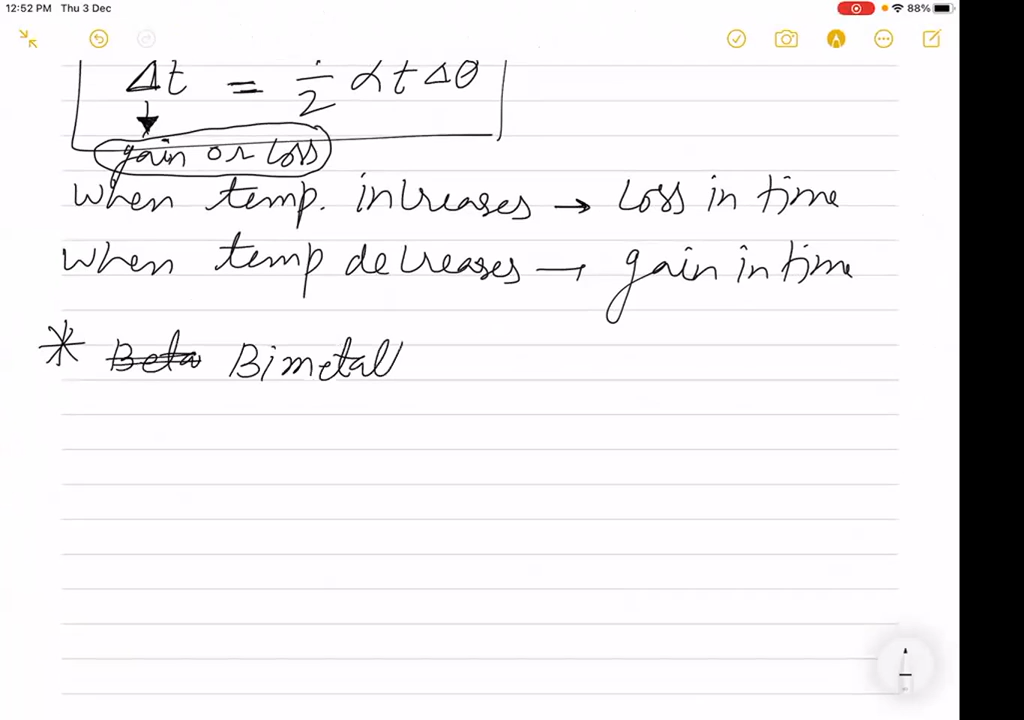 12:52 PM Thu 3 Dec 88%
Δt = 1/2 αtΔθ
gain or loss
when temp. increases → Loss in time
when temp decreases → gain in time
* Beta Bimetal